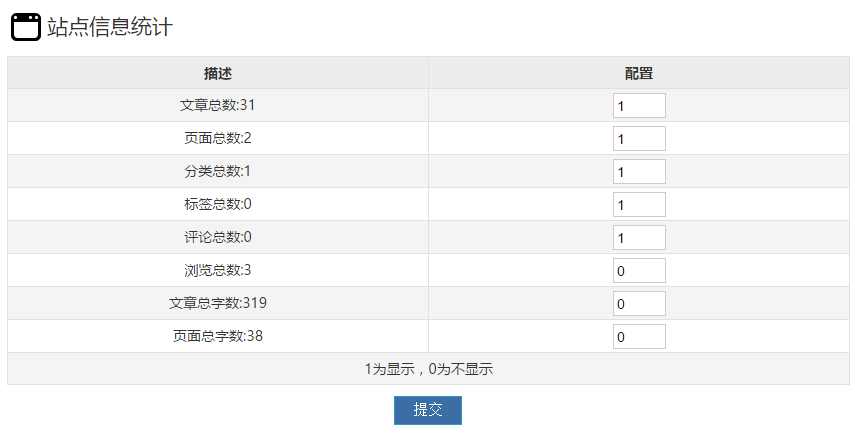 站点信息统计
描述 配置
文章总数:31 1
页面总数:2 1
分类总数:1 1
标签总数:0 1
评论总数:0 1
浏览总数:3 0
文章总字数:319 0
页面总字数:38 0
1为显示，0为不显示
提交